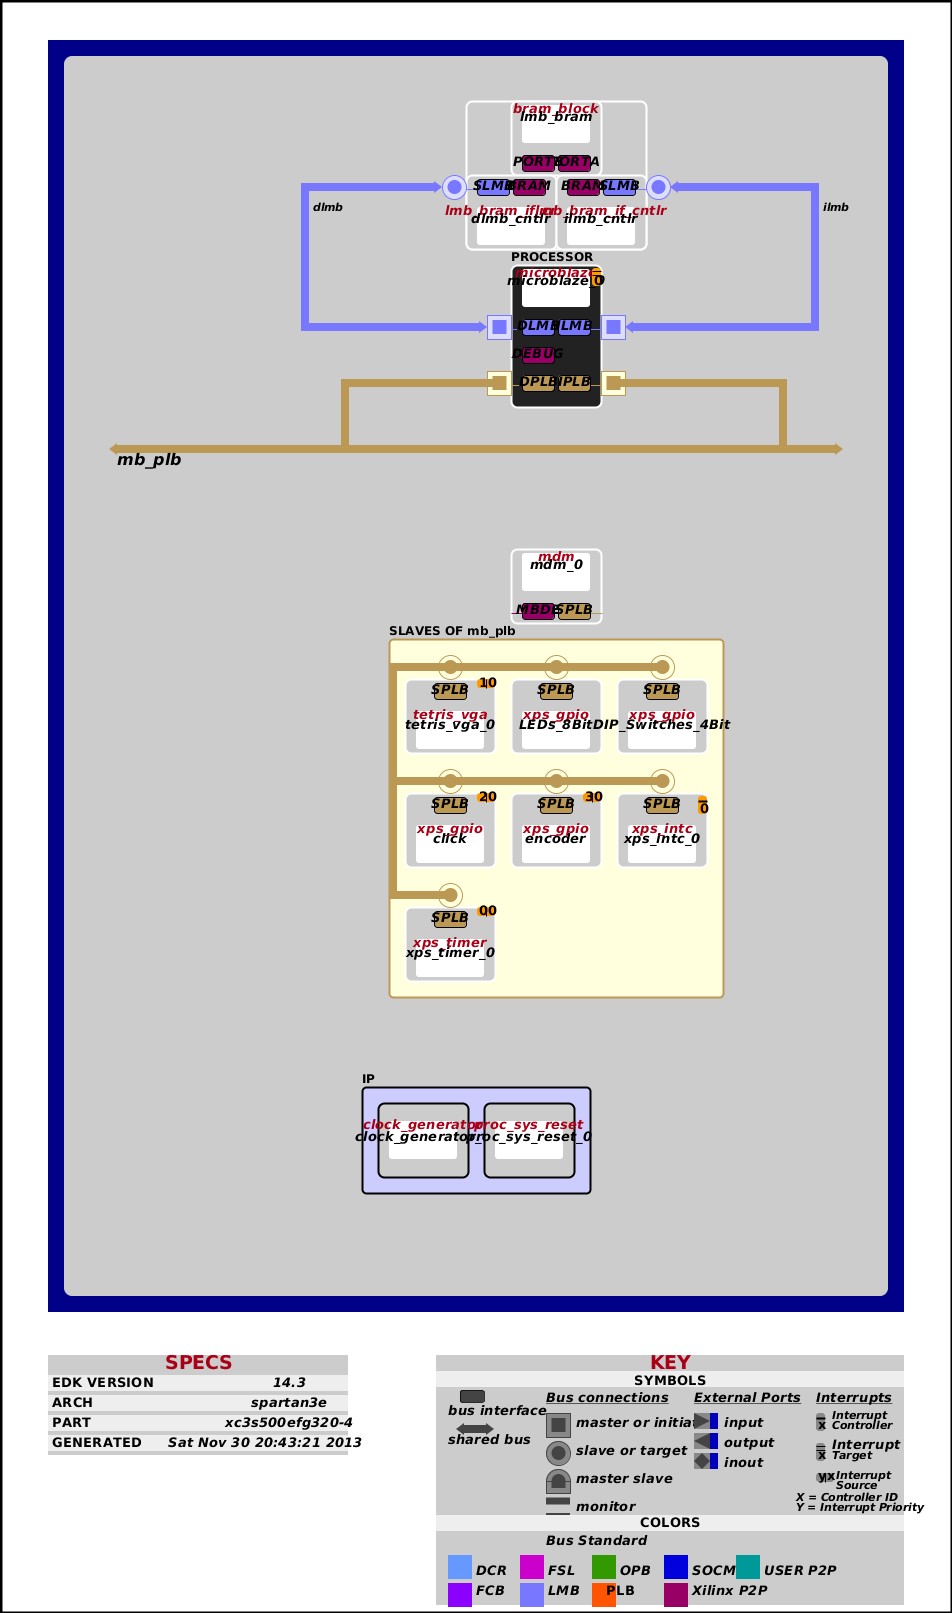 bram_block
lmb_bram
PORTB PORTA
SLMB BRAM BRAM SLMB
dlmb
lmb_bram_if_cntlr lmb_bram_if_cntlr
ilmb
dlmb_cntlr ilmb_cntlr
PROCESSOR
microblaze
microblaze_0
0
DLMB ILMB
DEBUG
DPLB IPLB
mb_plb
mdm
mdm_0
MBDEBUG SPLB
SLAVES OF mb_plb
SPLB 10 SPLB SPLB
tetris_vga xps_gpio xps_gpio
tetris_vga_0 LEDs_8Bit DIP_Switches_4Bit
SPLB 20 SPLB 30 SPLB 0
xps_gpio xps_gpio xps_intc
click encoder xps_intc_0
SPLB 00
xps_timer
xps_timer_0
IP
clock_generator proc_sys_reset
clock_generator_0 proc_sys_reset_0
SPECS
EDK VERSION 14.3
ARCH spartan3e
PART xc3s500efg320-4
GENERATED Sat Nov 30 20:43:21 2013
KEY
SYMBOLS
bus interface
shared bus
Bus connections
master or initiat
slave or target
master slave
monitor
External Ports
input
output
inout
Interrupts
x Interrupt
Controller
x Interrupt
Target
yx Interrupt
Source
X = Controller ID
Y = Interrupt Priority
COLORS
Bus Standard
DCR FSL OPB SOCM USER P2P
FCB LMB PLB Xilinx P2P